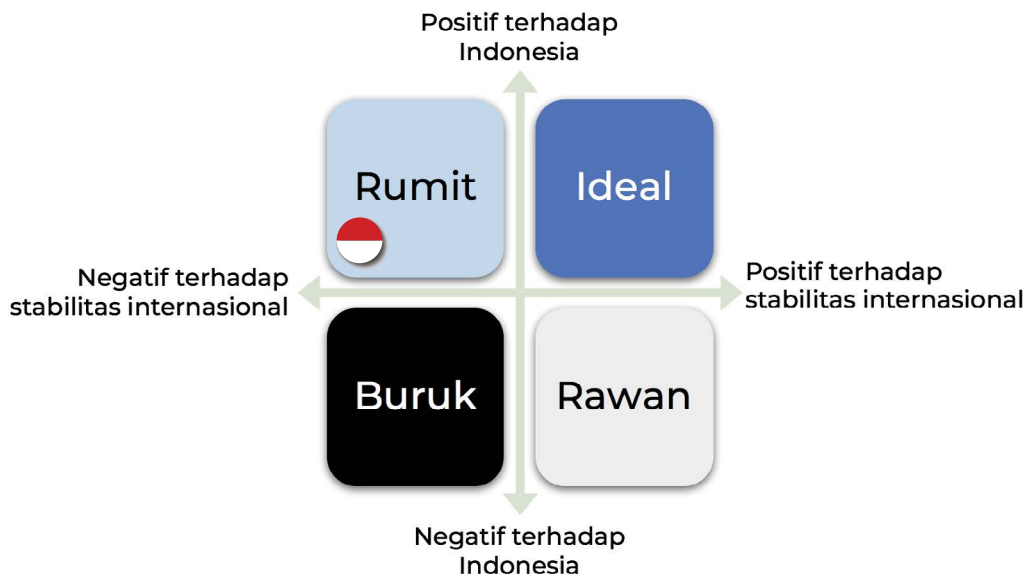 Positif terhadap
Indonesia
Rumit
Ideal
Negatif terhadap
stabilitas internasional
Positif terhadap
stabilitas internasional
Buruk
Rawan
Negatif terhadap
Indonesia